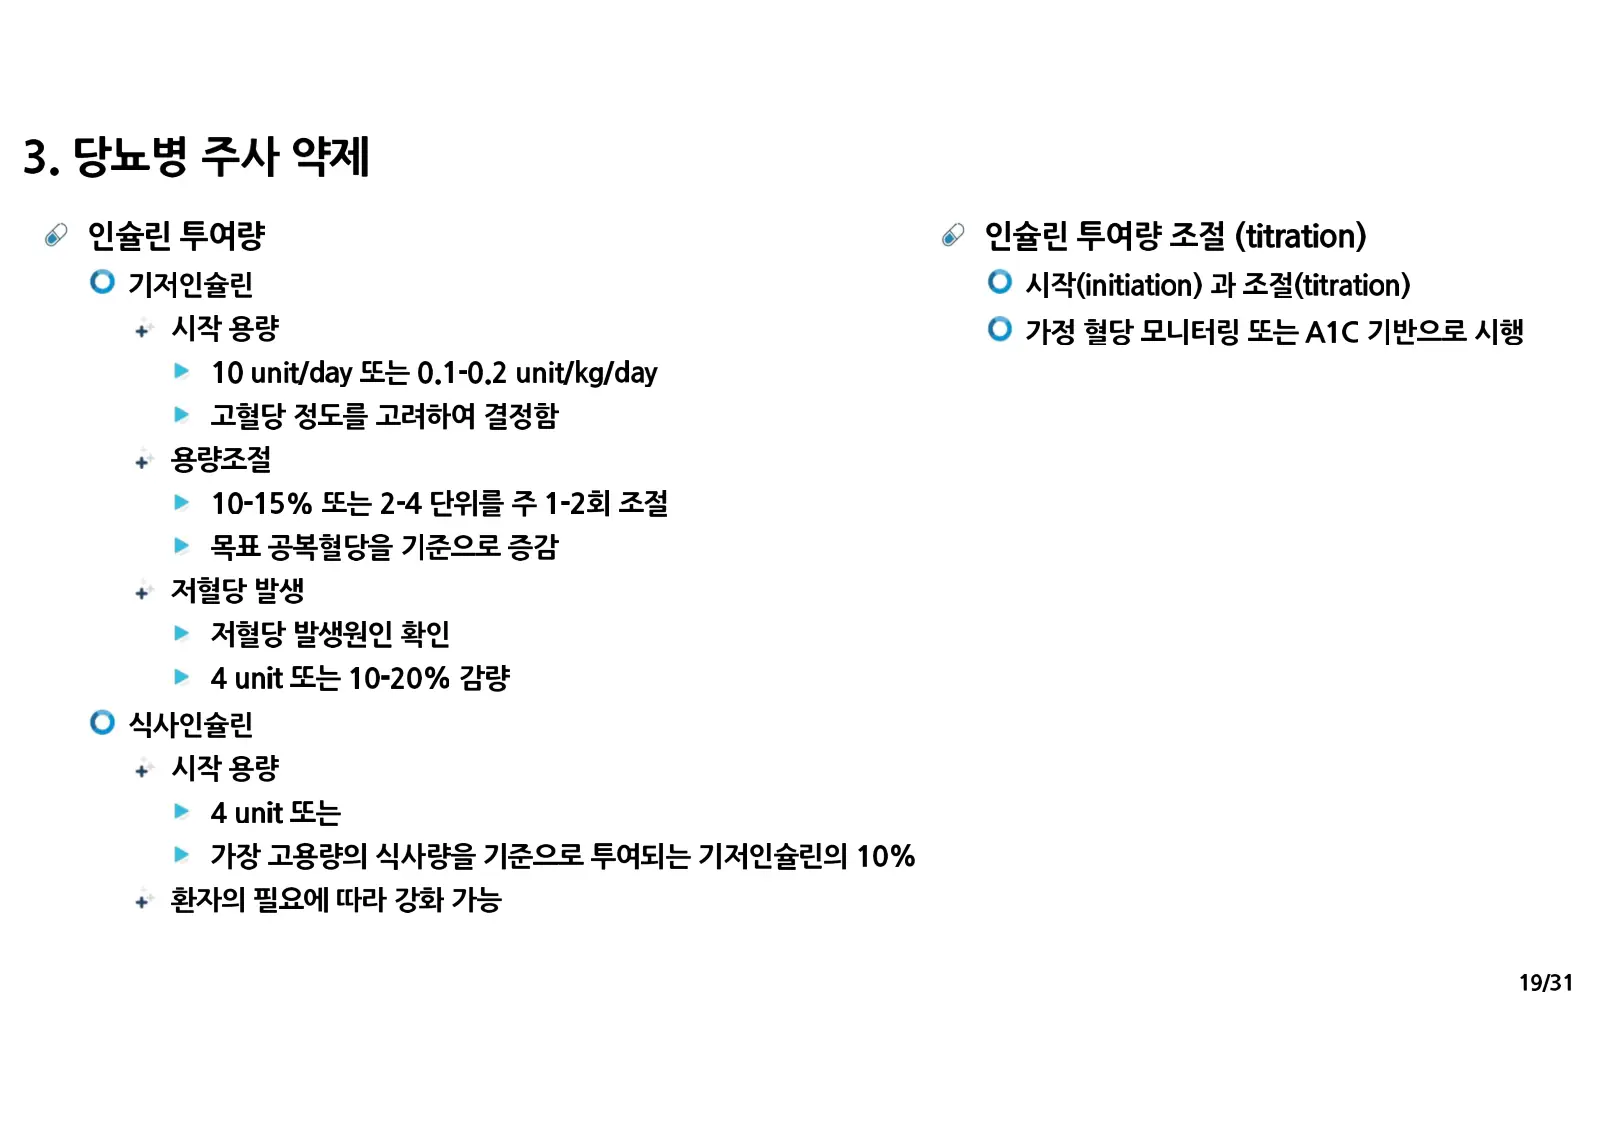 3. 당뇨병 주사 약제
인슐린 투여량
기저인슐린
시작 용량
10 unit/day 또는 0.1-0.2 unit/kg/day
고혈당 정도를 고려하여 결정함
용량조절
10-15% 또는 2-4 단위를 주 1-2회 조절
목표 공복혈당을 기준으로 증감
저혈당 발생
저혈당 발생원인 확인
4 unit 또는 10-20% 감량
식사인슐린
시작 용량
4 unit 또는
가장 고용량의 식사량을 기준으로 투여되는 기저인슐린의 10%
환자의 필요에 따라 강화 가능
인슐린 투여량 조절 (titration)
시작(initiation) 과 조절(titration)
가정 혈당 모니터링 또는 A1C 기반으로 시행
19/31